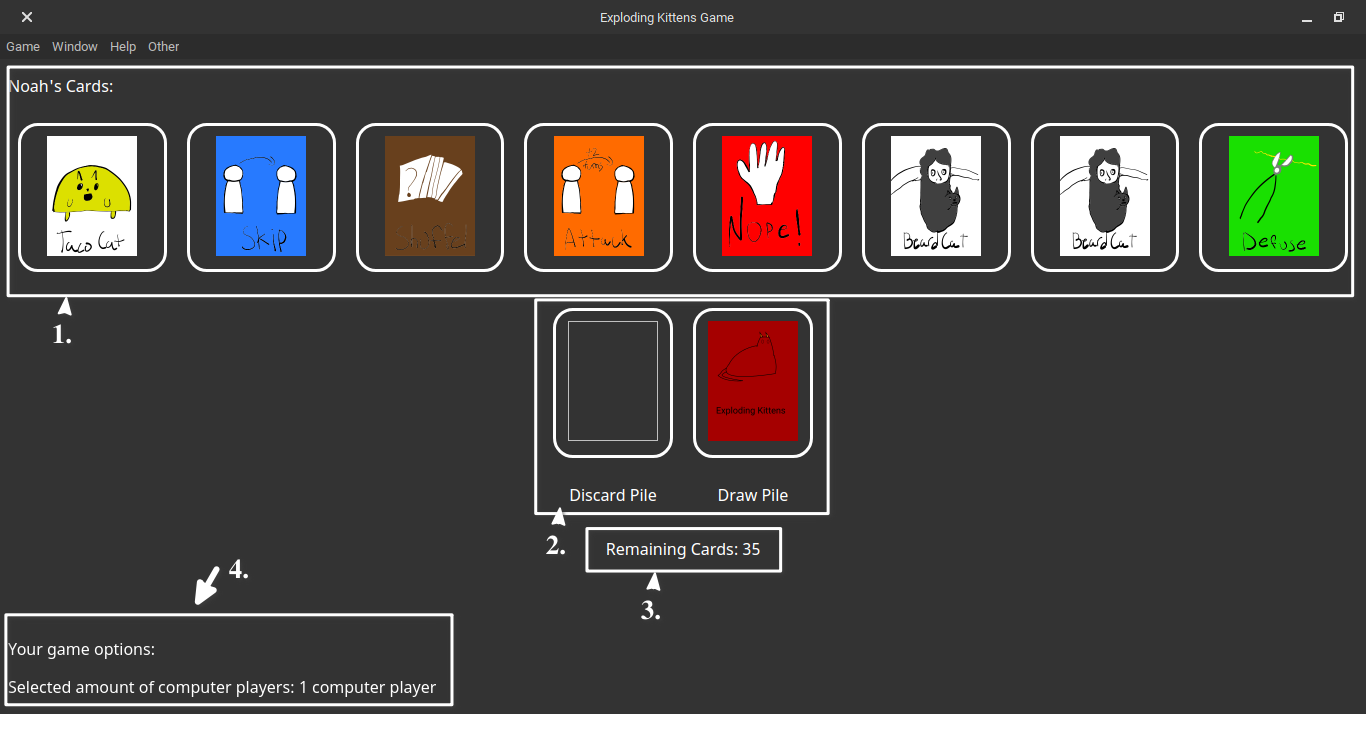 Exploding Kittens Game
Game Window Help Other
Noah's Cards:
Taco Cat
SKIP
Shuffle
+2
Attack
Nope!
Beard Cat
Beard Cat
Defuse
1.
Exploding Kittens
Discard Pile
Draw Pile
2.
Remaining Cards: 35
3.
4.
Your game options:
Selected amount of computer players: 1 computer player